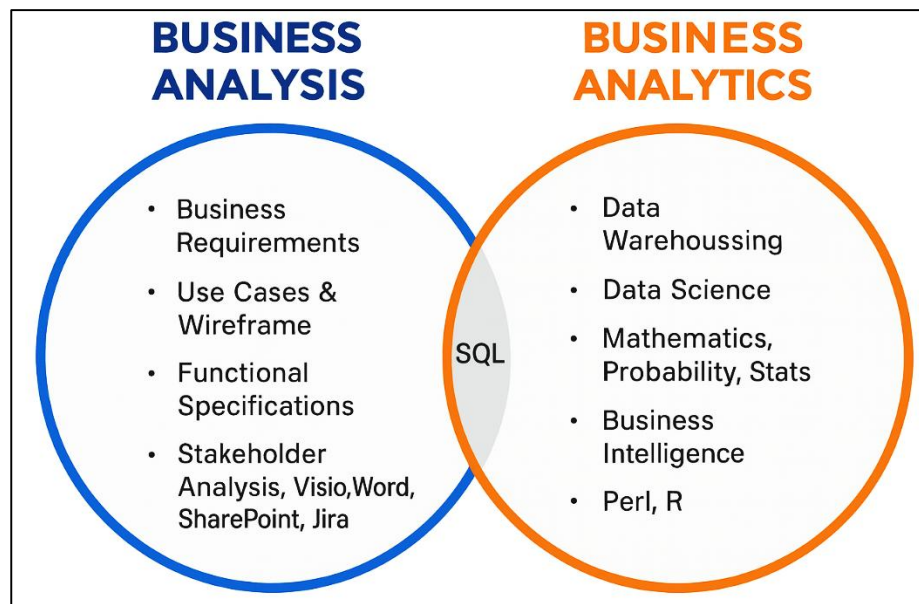 BUSINESS
ANALYSIS
• Business
Requirements
• Use Cases &
Wireframe
• Functional
Specifications
• Stakeholder
Analysis, Visio,Word,
SharePoint, Jira
SQL
BUSINESS
ANALYTICS
• Data
Warehoussing
• Data Science
• Mathematics,
Probability, Stats
• Business
Intelligence
• Perl, R